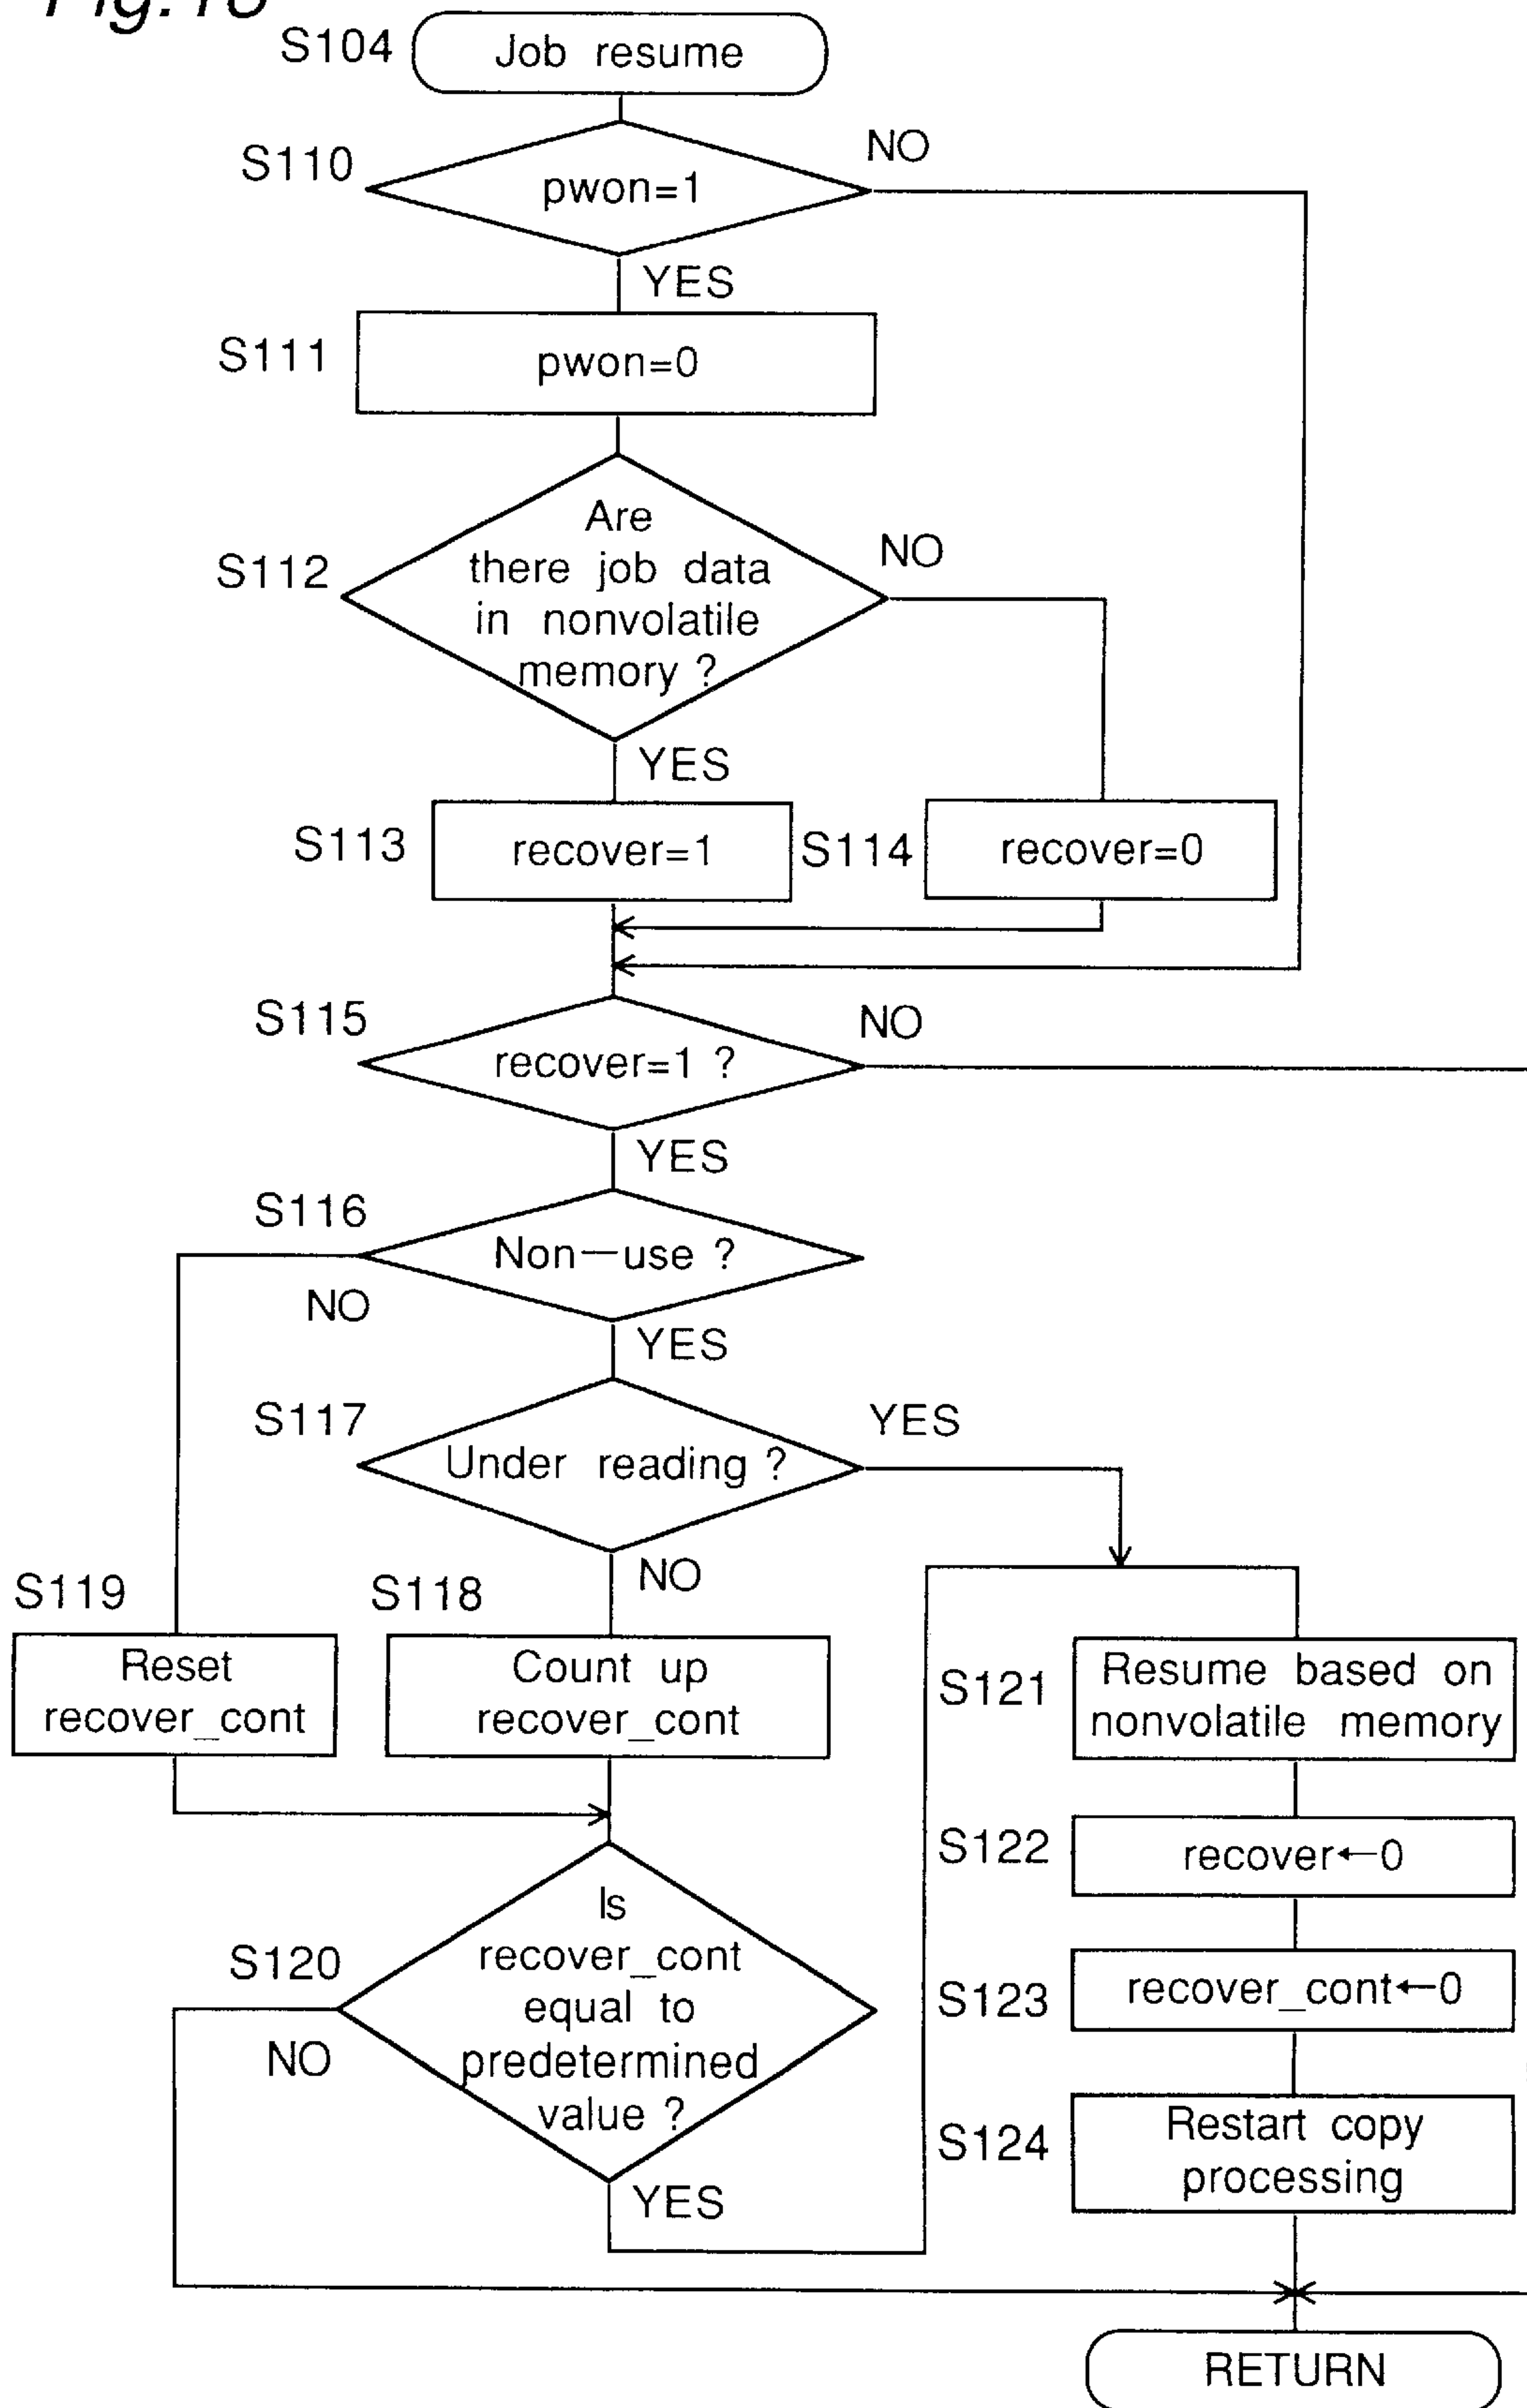 S104 Job resume
S110 pwon=1 NO
YES
S111 pwon=0
Are
S112 there job data NO
in nonvolatile
memory ?
YES
S113 recover=1 S114 recover=0
S115 recover=1 ? NO
YES
S116 Non—use ?
NO
YES
S117 Under reading ? YES
NO
S119 S118
Reset
recover_cont
Count up
recover_cont
S121 Resume based on
nonvolatile memory
S122 recover←0
Is
S120 recover_cont
equal to
predetermined
value ?
NO
YES
S123 recover_cont←0
S124 Restart copy
processing
RETURN